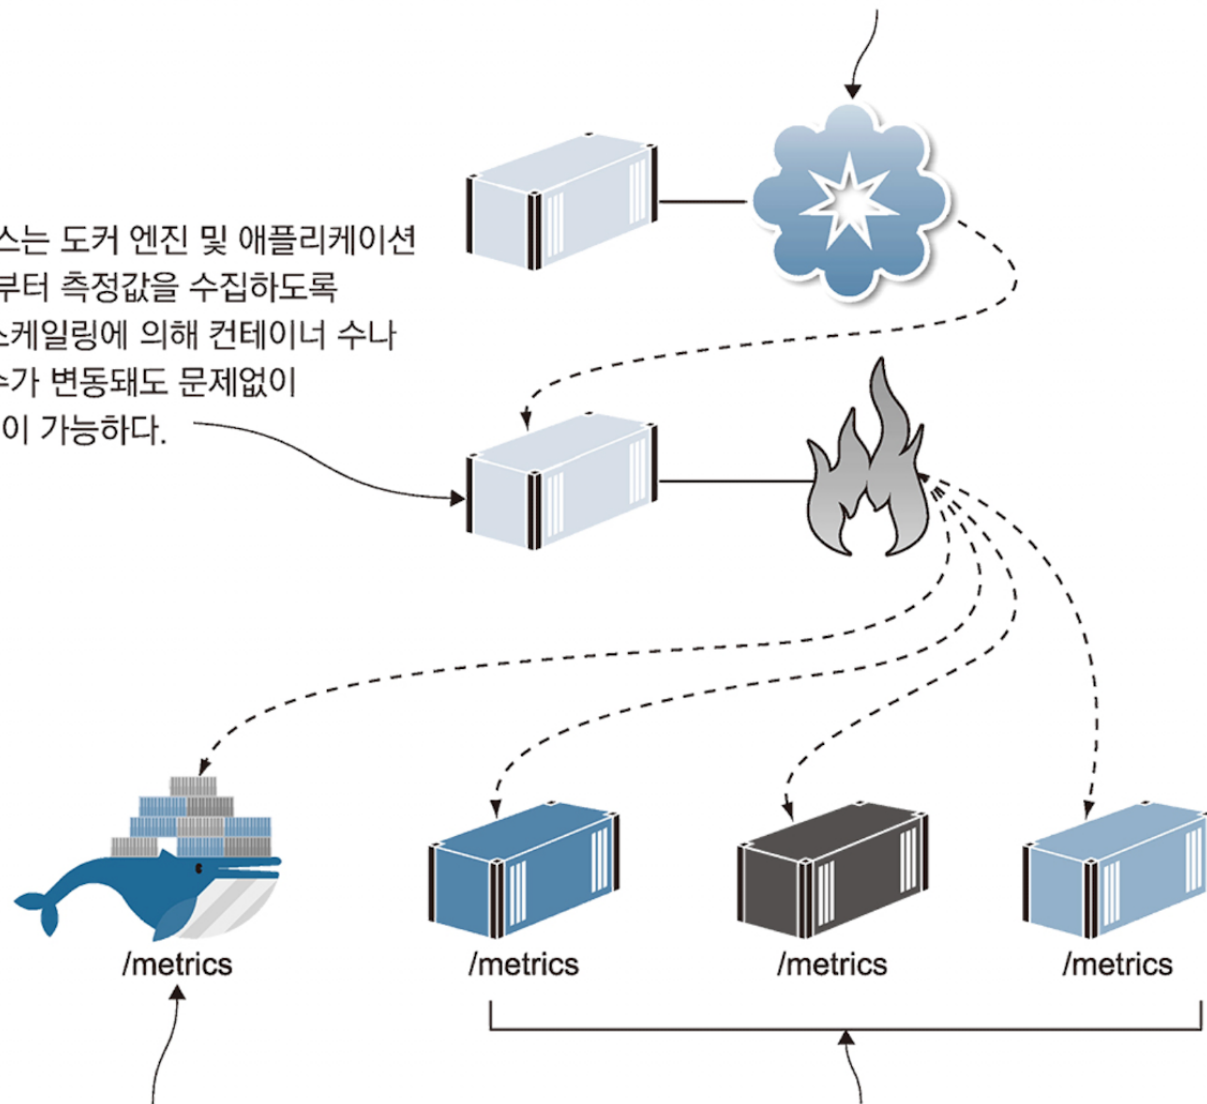 스는 도커 엔진 및 애플리케이션
부터 측정값을 수집하도록
스케일링에 의해 컨테이너 수나
수가 변동돼도 문제없이
이 가능하다.
/metrics
/metrics
/metrics
/metrics